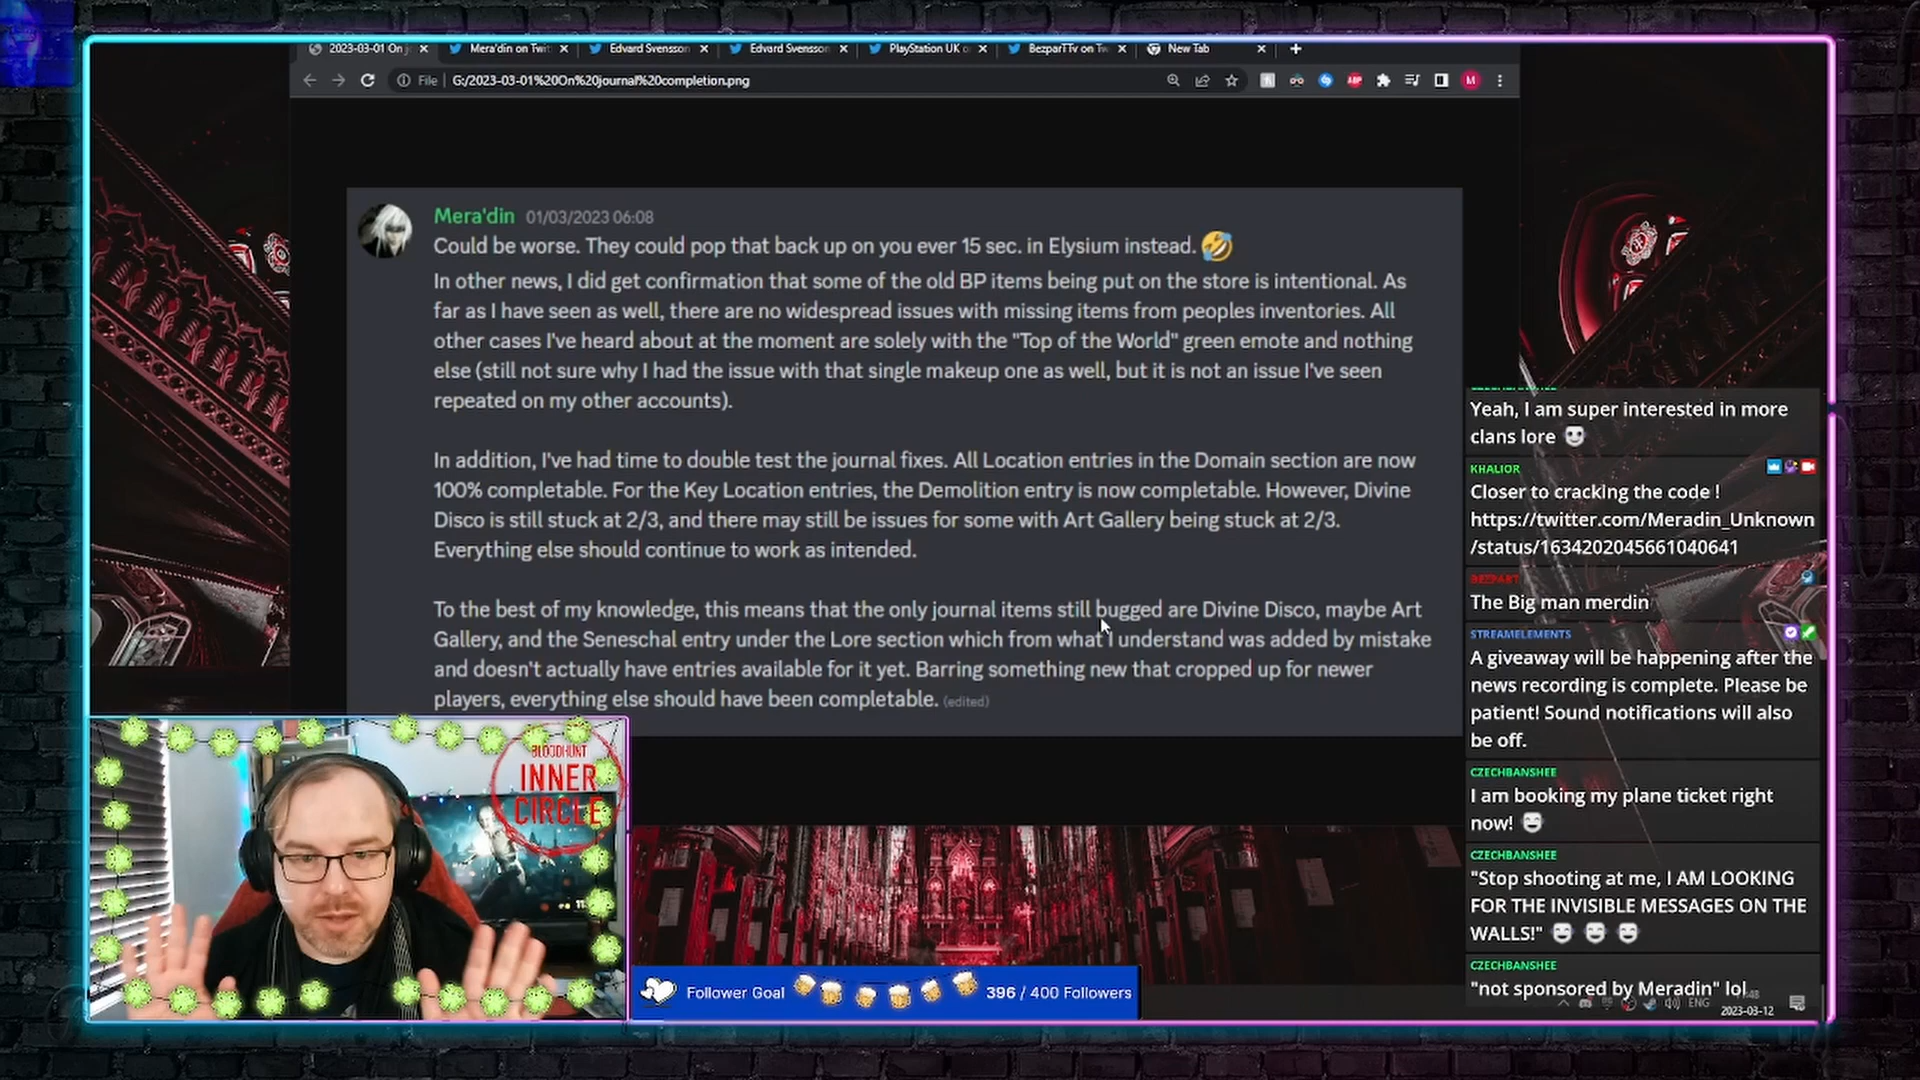 2023-03-01 On j
Mera'din on Twit
Edvard Svensson
Edvard Svensson
PlayStation UK o
BezparTTv on Tw
New Tab
File
G:/2023-03-01%20On%20journal%20completion.png
M
Mera'din 01/03/2023 06:08
Could be worse. They could pop that back up on you ever 15 sec. in Elysium instead. 🤣
In other news, I did get confirmation that some of the old BP items being put on the store is intentional. As
far as I have seen as well, there are no widespread issues with missing items from peoples inventories. All
other cases I've heard about at the moment are solely with the "Top of the World" green emote and nothing
else (still not sure why I had the issue with that single makeup one as well, but it is not an issue I've seen
repeated on my other accounts).
In addition, I've had time to double test the journal fixes. All Location entries in the Domain section are now
100% completable. For the Key Location entries, the Demolition entry is now completable. However, Divine
Disco is still stuck at 2/3, and there may still be issues for some with Art Gallery being stuck at 2/3.
Everything else should continue to work as intended.
To the best of my knowledge, this means that the only journal items still bugged are Divine Disco, maybe Art
Gallery, and the Seneschal entry under the Lore section which from what I understand was added by mistake
and doesn't actually have entries available for it yet. Barring something new that cropped up for newer
players, everything else should have been completable. (edited)
Yeah, I am super interested in more
clans lore
KHALIOR
Closer to cracking the code !
https://twitter.com/Meradin_Unknown
/status/1634202045661040641
BEZPART
The Big man merdin
STREAMELEMENTS
A giveaway will be happening after the
news recording is complete. Please be
patient! Sound notifications will also
be off.
CZECHBANSHEE
I am booking my plane ticket right
now!
CZECHBANSHEE
"Stop shooting at me, I AM LOOKING
FOR THE INVISIBLE MESSAGES ON THE
WALLS!"
CZECHBANSHEE
"not sponsored by Meradin" lol
ENG
2023-03-12
BLOODHUNT
INNER
CIRCLE
Follower Goal
396 / 400 Followers